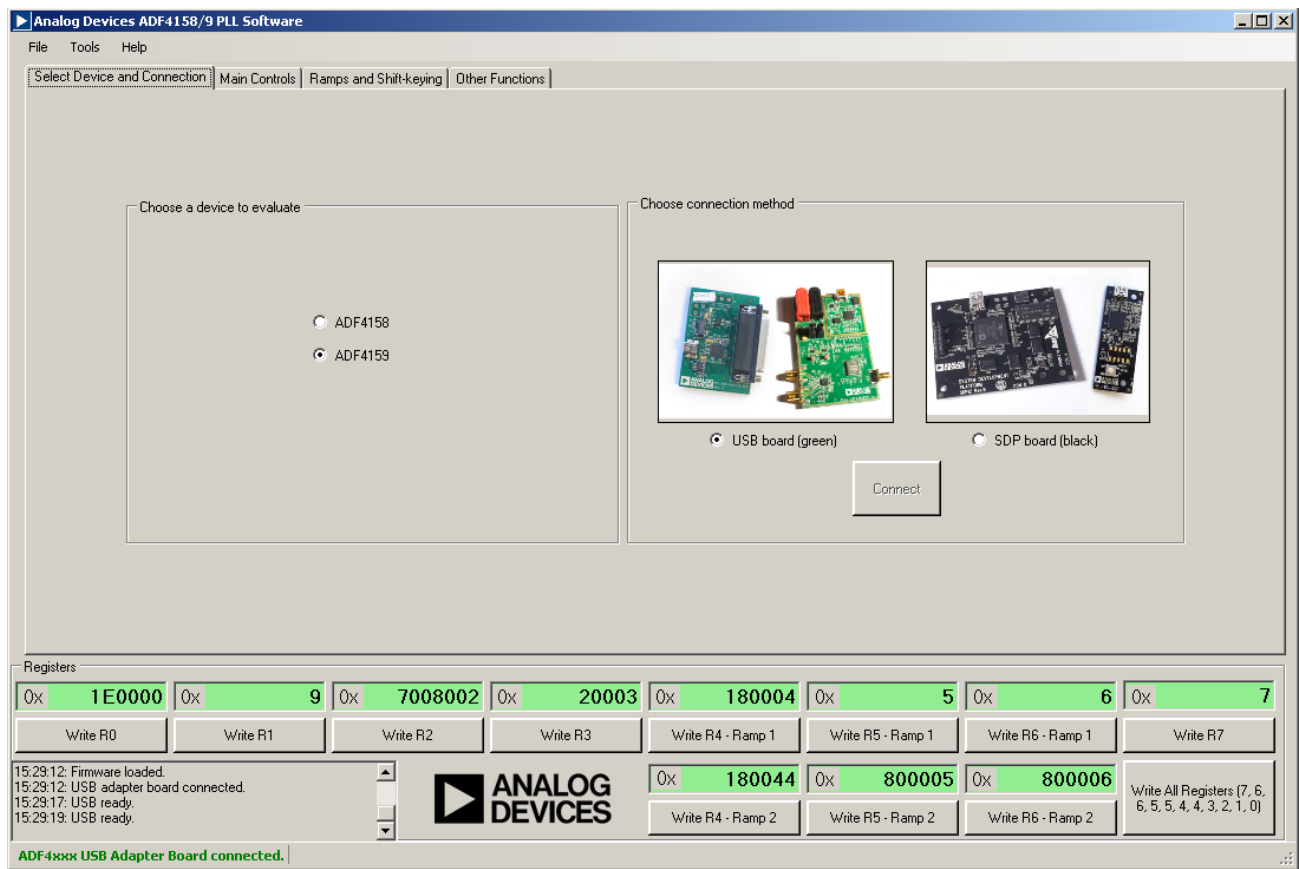 Analog Devices ADF4158/9 PLL Software
File Tools Help
Select Device and Connection Main Controls Ramps and Shift-keying Other Functions
Choose a device to evaluate
ADF4158
ADF4159
Choose connection method
ANALOG DEVICES
SYSTEM DEVELOPMENT
PLATFORM
USB board (green)
SDP board (black)
Connect
Registers
0x 1E0000 0x 9 0x 7008002 0x 20003 0x 180004 0x 5 0x 6 0x 7
Write R0 Write R1 Write R2 Write R3 Write R4 - Ramp 1 Write R5 - Ramp 1 Write R6 - Ramp 1 Write R7
15:29:12: Firmware loaded.
15:29:12: USB adapter board connected.
15:29:17: USB ready.
15:29:19: USB ready.
ANALOG
DEVICES
0x 180044 0x 800005 0x 800006
Write R4 - Ramp 2 Write R5 - Ramp 2 Write R6 - Ramp 2
Write All Registers (7, 6,
6, 5, 5, 4, 4, 3, 2, 1, 0)
ADF4xxx USB Adapter Board connected.